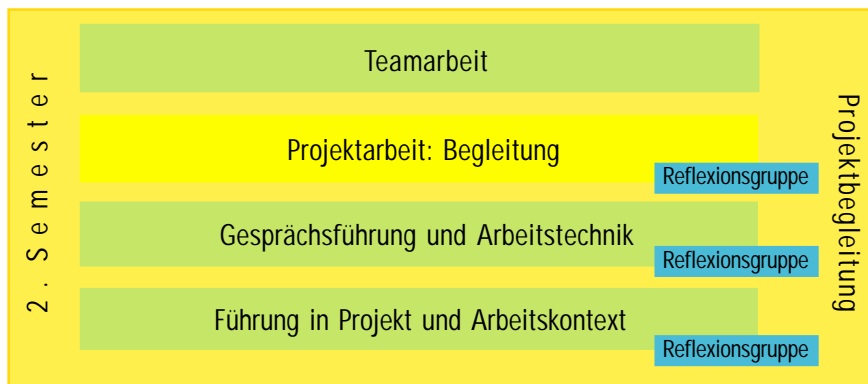 2. Semester
Teamarbeit
Projektarbeit: Begleitung
Reflexionsgruppe
Gesprächsführung und Arbeitstechnik
Reflexionsgruppe
Führung in Projekt und Arbeitskontext
Reflexionsgruppe
Projektbegleitung